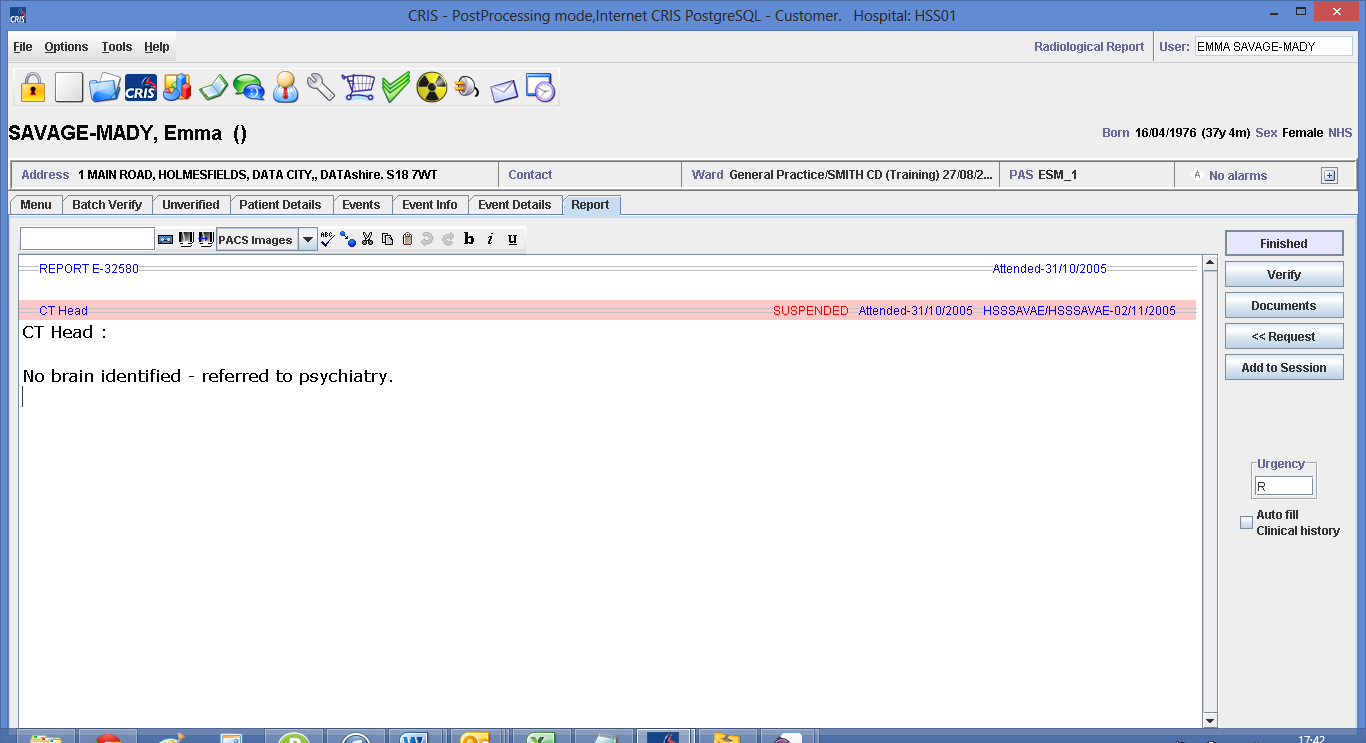 CRIS
CRIS - PostProcessing mode,Internet CRIS PostgreSQL - Customer.   Hospital: HSS01
File Options Tools Help
Radiological Report User: EMMA SAVAGE-MADY
CRIS
SAVAGE-MADY, Emma ()
Born 16/04/1976 (37y 4m) Sex Female NHS
Address 1 MAIN ROAD, HOLMESFIELDS, DATA CITY,, DATAshire. S18 7WT Contact Ward General Practice/SMITH CD (Training) 27/08/2... PAS ESM_1 A No alarms
Menu Batch Verify Unverified Patient Details Events Event Info Event Details Report
PACS Images ABC b i u
REPORT E-32580 Attended-31/10/2005
CT Head SUSPENDED Attended-31/10/2005 HSSSAVAE/HSSSAVAE-02/11/2005
CT Head :
No brain identified - referred to psychiatry.
Finished
Verify
Documents
<< Request
Add to Session
Urgency
R
Auto fill
Clinical history
17:42